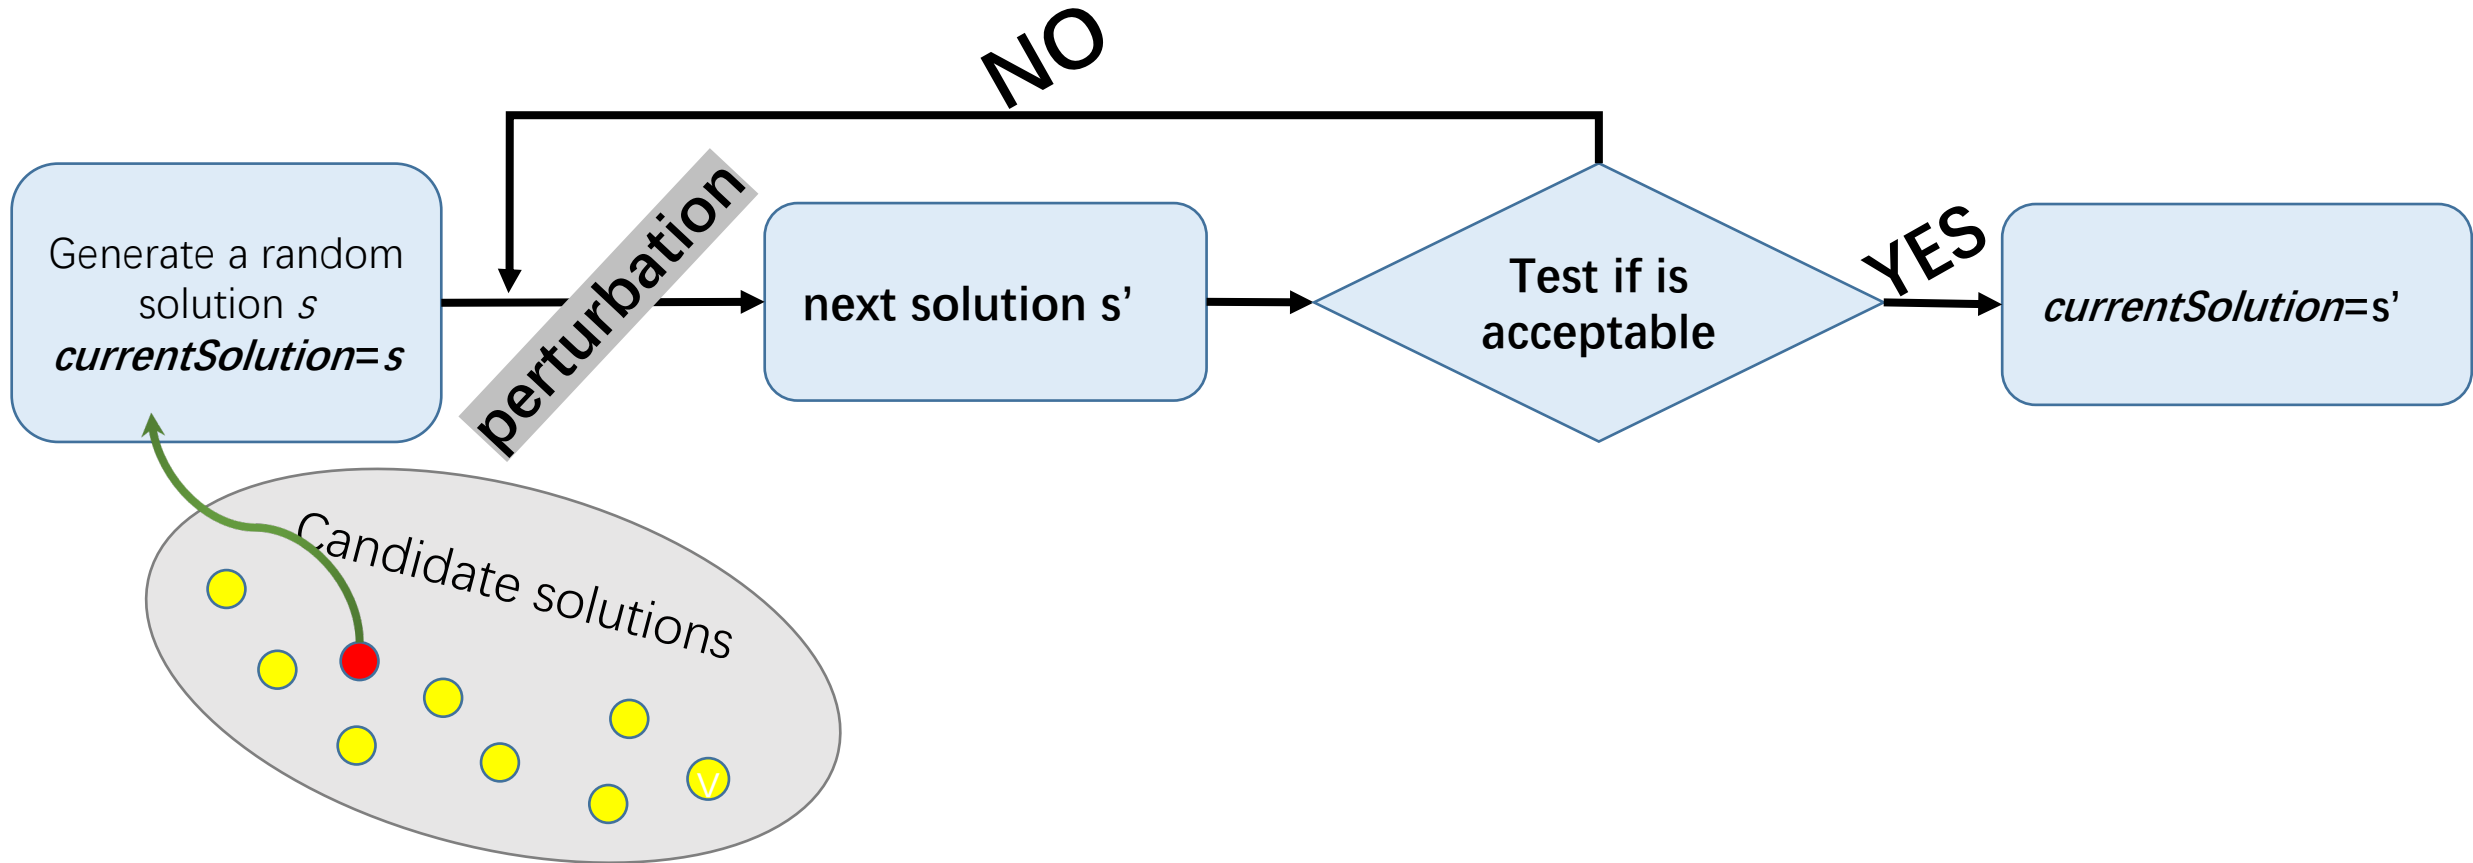 NO
Generate a random
solution s
currentSolution=s
perturbation
next solution s’
Test if is
acceptable
YES
currentSolution=s’
Candidate solutions
V